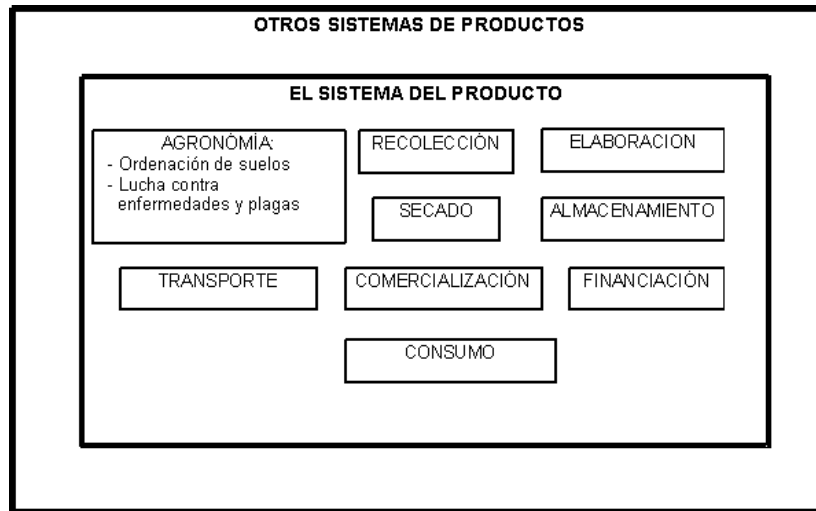 OTROS SISTEMAS DE PRODUCTOS
EL SISTEMA DEL PRODUCTO
AGRONÓMÍA:
- Ordenación de suelos
- Lucha contra
enfermedades y plagas
RECOLECCIÓN
ELABORACION
SECADO
ALMACENAMIENTO
TRANSPORTE
COMERCIALIZACIÓN
FINANCIACIÓN
CONSUMO